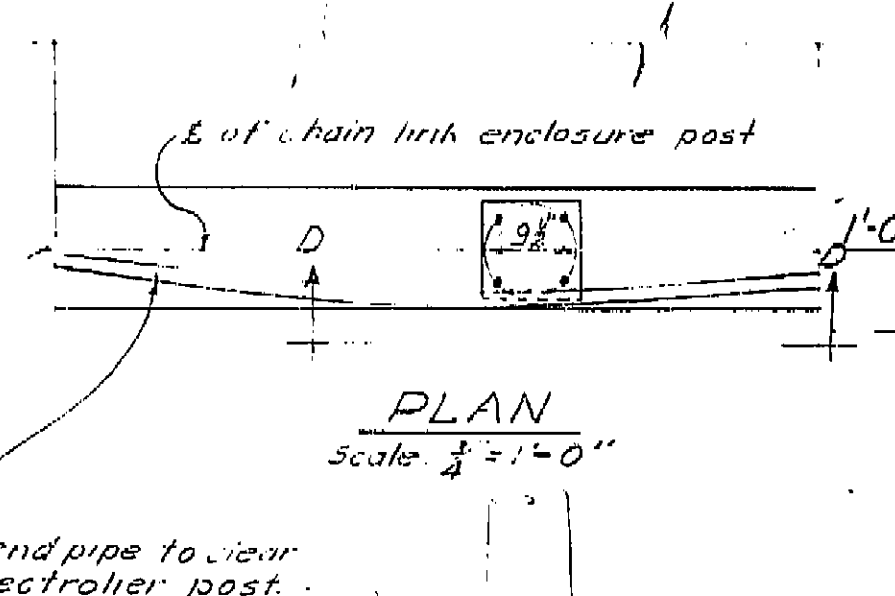 ℄ of chain link enclosure post
D
9½"
D
1'-0
PLAN
Scale ¾"=1'-0"
end pipe to clear
ectrolier post.